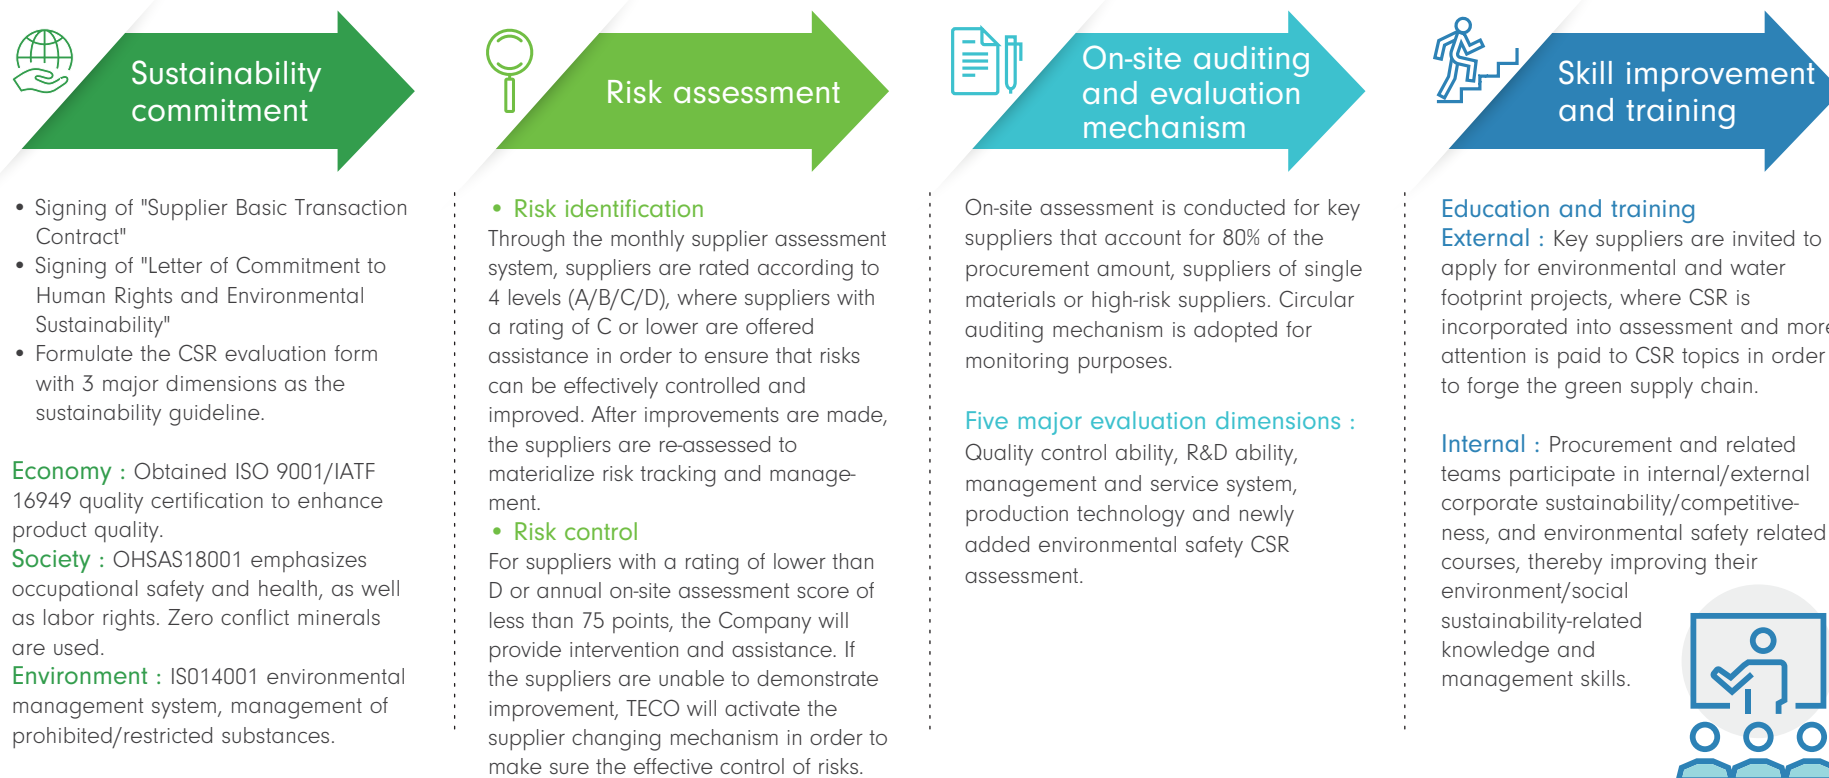 Sustainability
commitment
• Signing of "Supplier Basic Transaction
Contract"
• Signing of "Letter of Commitment to
Human Rights and Environmental
Sustainability"
• Formulate the CSR evaluation form
with 3 major dimensions as the
sustainability guideline.
Economy : Obtained ISO 9001/IATF
16949 quality certification to enhance
product quality.
Society : OHSAS18001 emphasizes
occupational safety and health, as well
as labor rights. Zero conflict minerals
are used.
Environment : IS014001 environmental
management system, management of
prohibited/restricted substances.
Risk assessment
• Risk identification
Through the monthly supplier assessment
system, suppliers are rated according to
4 levels (A/B/C/D), where suppliers with
a rating of C or lower are offered
assistance in order to ensure that risks
can be effectively controlled and
improved. After improvements are made,
the suppliers are re-assessed to
materialize risk tracking and manage-
ment.
• Risk control
For suppliers with a rating of lower than
D or annual on-site assessment score of
less than 75 points, the Company will
provide intervention and assistance. If
the suppliers are unable to demonstrate
improvement, TECO will activate the
supplier changing mechanism in order to
make sure the effective control of risks.
On-site auditing
and evaluation
mechanism
On-site assessment is conducted for key
suppliers that account for 80% of the
procurement amount, suppliers of single
materials or high-risk suppliers. Circular
auditing mechanism is adopted for
monitoring purposes.
Five major evaluation dimensions :
Quality control ability, R&D ability,
management and service system,
production technology and newly
added environmental safety CSR
assessment.
Skill improvement
and training
Education and training
External : Key suppliers are invited to
apply for environmental and water
footprint projects, where CSR is
incorporated into assessment and more
attention is paid to CSR topics in order
to forge the green supply chain.
Internal : Procurement and related
teams participate in internal/external
corporate sustainability/competitive-
ness, and environmental safety related
courses, thereby improving their
environment/social
sustainability-related
knowledge and
management skills.